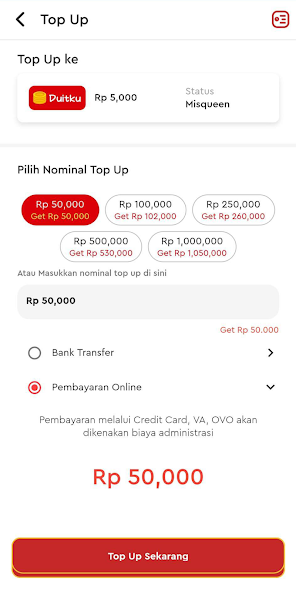 Top Up
Top Up ke
Duitku
Rp 5,000
Status
Misqueen
Pilih Nominal Top Up
Rp 50,000
Get Rp 50,000
Rp 100,000
Get Rp 102,000
Rp 250,000
Get Rp 260,000
Rp 500,000
Get Rp 530,000
Rp 1,000,000
Get Rp 1,050,000
Atau Masukkan nominal top up di sini
Rp 50,000
Get Rp 50.000
Bank Transfer
Pembayaran Online
Pembayaran melalui Credit Card, VA, OVO akan
dikenakan biaya administrasi
Rp 50,000
Top Up Sekarang